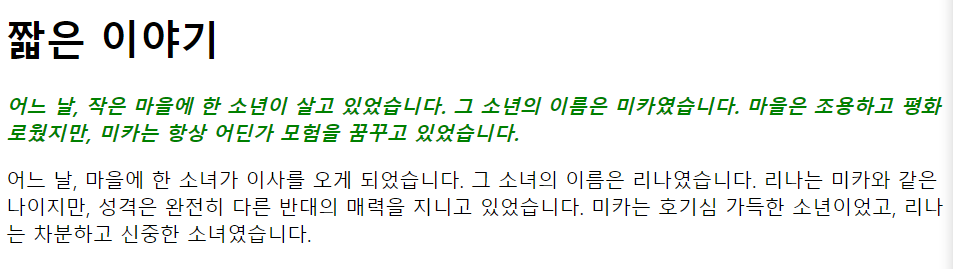 짧은 이야기
어느 날, 작은 마을에 한 소년이 살고 있었습니다. 그 소년의 이름은 미카였습니다. 마을은 조용하고 평화
로웠지만, 미카는 항상 어딘가 모험을 꿈꾸고 있었습니다.
어느 날, 마을에 한 소녀가 이사를 오게 되었습니다. 그 소녀의 이름은 리나였습니다. 리나는 미카와 같은
나이지만, 성격은 완전히 다른 반대의 매력을 지니고 있었습니다. 미카는 호기심 가득한 소년이었고, 리나
는 차분하고 신중한 소녀였습니다.